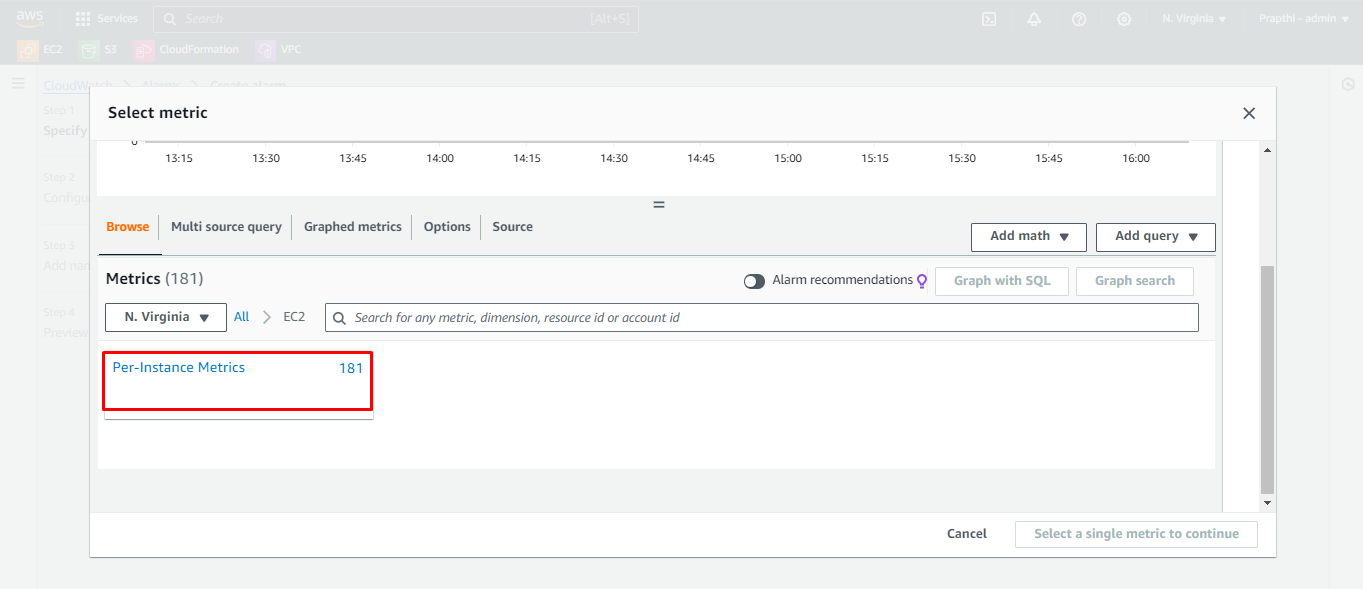 aws
Services
Search
[Alt+S]
N. Virginia
Prapthi - admin
EC2
S3
CloudFormation
VPC
CloudWatch
Alarms
Create alarm
Step 1
Specify
Step 2
Configu
Step 3
Add nam
Step 4
Preview
Select metric
0
13:15 13:30 13:45 14:00 14:15 14:30 14:45 15:00 15:15 15:30 15:45 16:00
Browse
Multi source query
Graphed metrics
Options
Source
Add math
Add query
Metrics (181)
Alarm recommendations
Graph with SQL
Graph search
N. Virginia
All
EC2
Search for any metric, dimension, resource id or account id
Per-Instance Metrics 181
Cancel
Select a single metric to continue